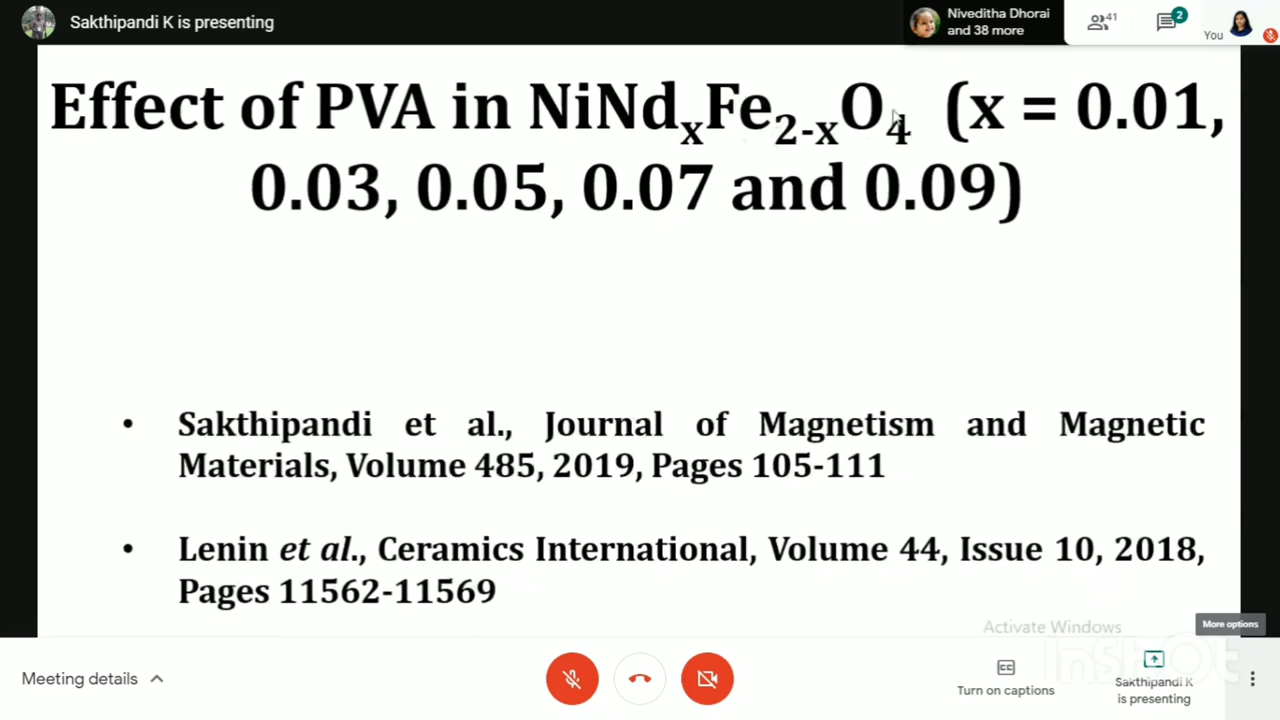 Sakthipandi K is presenting
Niveditha Dhorai
and 38 more
41
2
You
Effect of PVA in NiNdₓFe₂₋ₓO₄ (x = 0.01,
0.03, 0.05, 0.07 and 0.09)
• Sakthipandi et al., Journal of Magnetism and Magnetic
Materials, Volume 485, 2019, Pages 105-111
• Lenin et al., Ceramics International, Volume 44, Issue 10, 2018,
Pages 11562-11569
Activate Windows
More options
InShOt
Meeting details
CC
Turn on captions
Sakthipandi K
is presenting